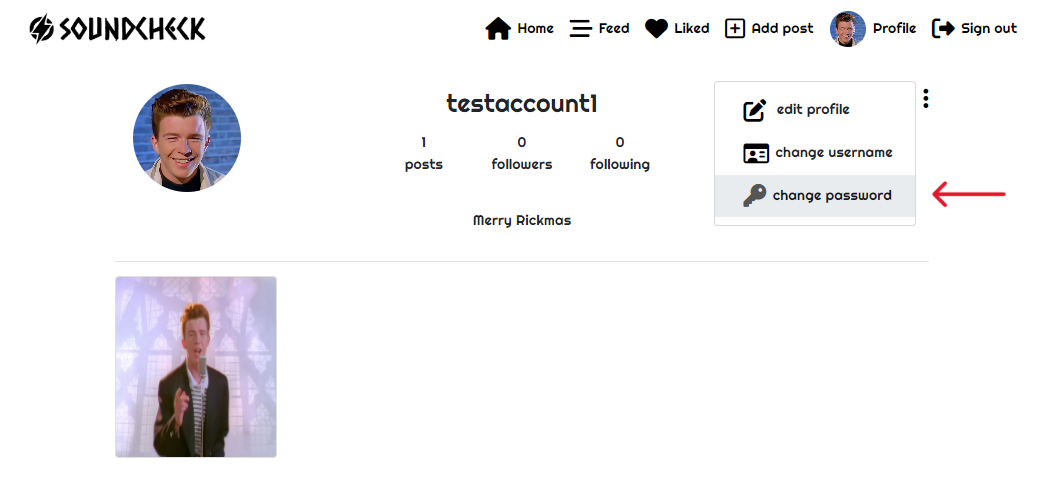 SOUNDCHECK
Home Feed Liked Add post Profile Sign out
testaccount1
1 0 0
posts followers following
Merry Rickmas
edit profile
change username
change password